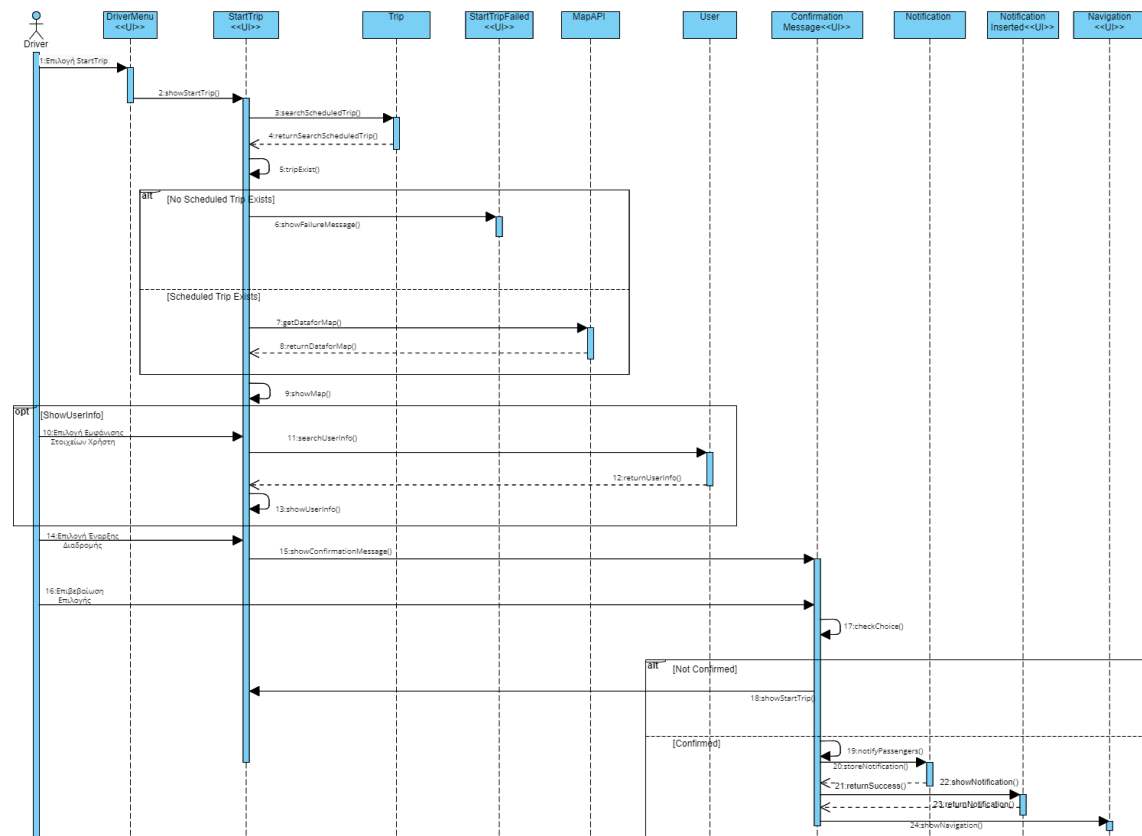 DriverMenu
<<UI>>
StartTrip
<<UI>>
Trip
StartTripFailed
<<UI>>
MapAPI
User
Confirmation
Message<<UI>>
Notification
Notification
Inserted<<UI>>
Navigation
<<UI>>
Driver
1:Επιλογή StartTrip
2:showStartTrip()
3:searchScheduledTrip()
4:returnSearchScheduledTrip()
5:tripExist()
alt
[No Scheduled Trip Exists]
6:showFailureMessage()
[Scheduled Trip Exists]
7:getDataforMap()
8:returnDataforMap()
9:showMap()
opt
[ShowUserInfo]
10:Επιλογή Εμφάνισης
Στοιχείων Χρήστη
11:searchUserInfo()
12:returnUserInfo()
13:showUserInfo()
14:Επιλογή Έναρξης
Διαδρομής
15:showConfirmationMessage()
16:Επιβεβαίωση
Επιλογής
17:checkChoice()
alt
[Not Confirmed]
18:showStartTrip()
[Confirmed]
19:notifyPassengers()
20:storeNotification()
21:returnSuccess()
22:showNotification()
23:returnNotification()
24:showNavigation()